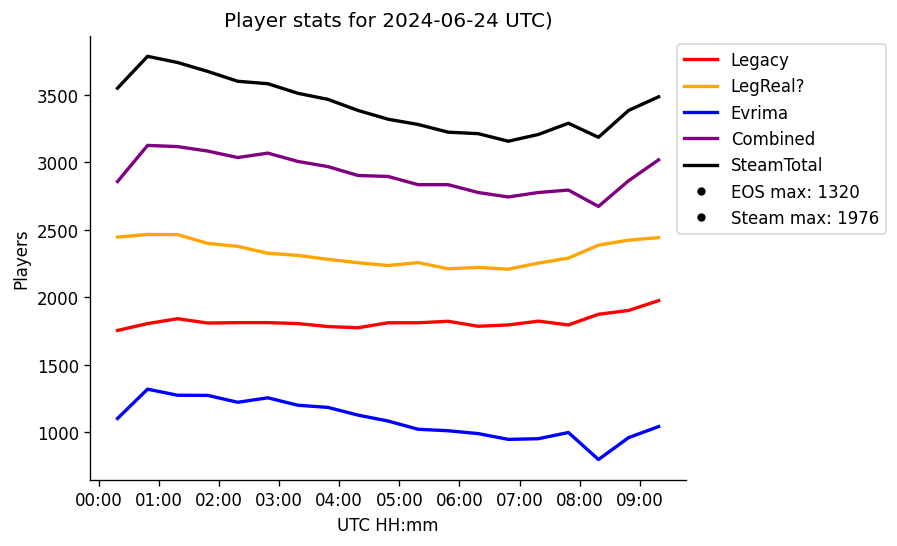 Player stats for 2024-06-24 UTC)
Legacy
LegReal?
Evrima
Combined
SteamTotal
EOS max: 1320
Steam max: 1976
Players
3500
3000
2500
2000
1500
1000
00:00 01:00 02:00 03:00 04:00 05:00 06:00 07:00 08:00 09:00
UTC HH:mm